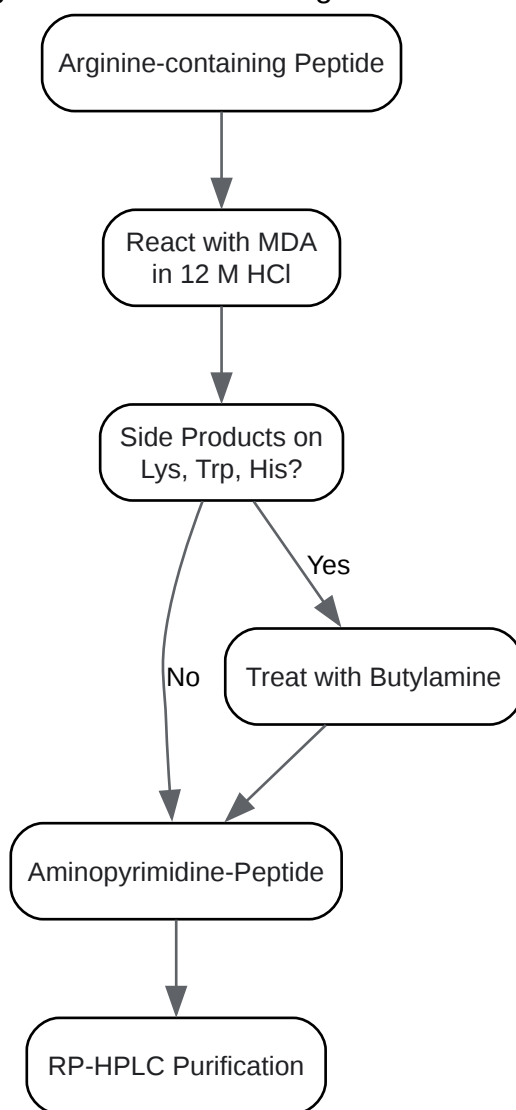 Arginine-containing Peptide
React with MDA
in 12 M HCl
Side Products on
Lys, Trp, His?
Yes
No
Treat with Butylamine
Aminopyrimidine-Peptide
RP-HPLC Purification